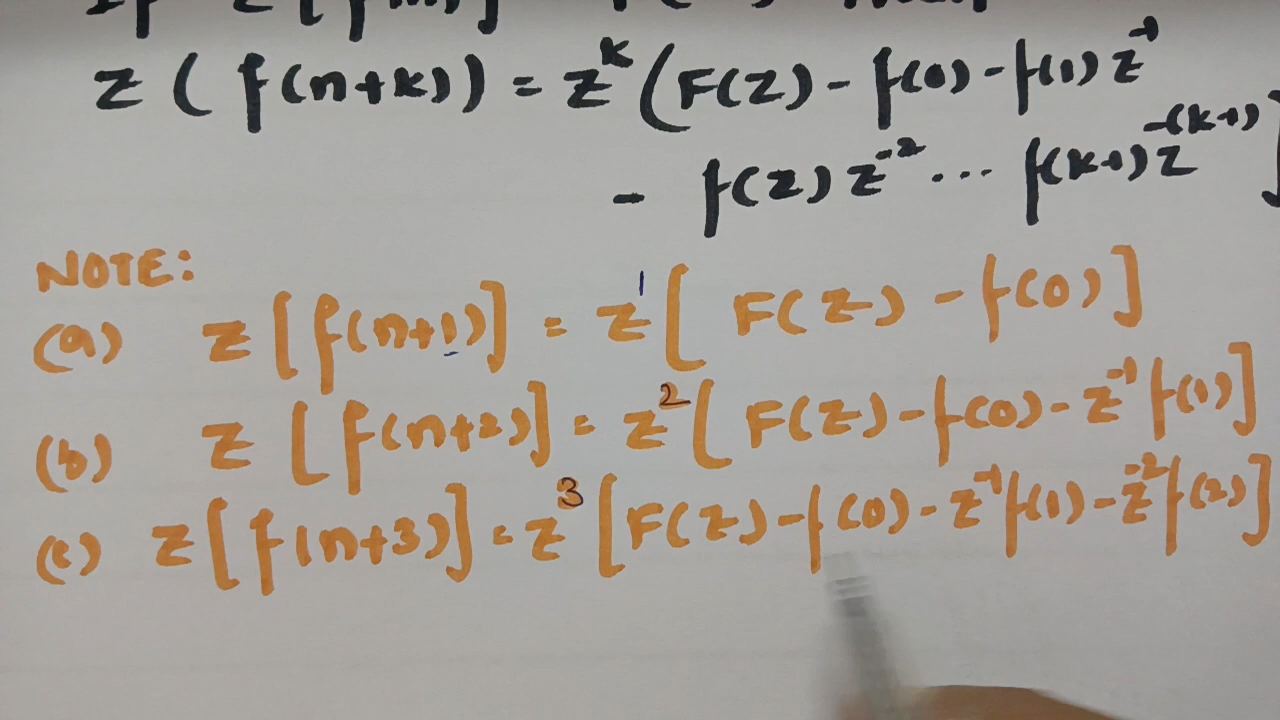 Z ( f(n+k)) = z^k (F(Z) - f(0) - f(1) z^-1
- f(2) z^-2 ... f(k-1) z^-(k-1) ]
NOTE:
(a) Z [f(n+1)] = z^1 [ F(Z) - f(0)]
(b) Z [f(n+2)] = z^2 [ F(Z) - f(0) - z^-1 f(1)]
(c) Z [f(n+3)] = z^3 [F(Z) - f(0) - z^-1 f(1) - z^-2 f(2)]